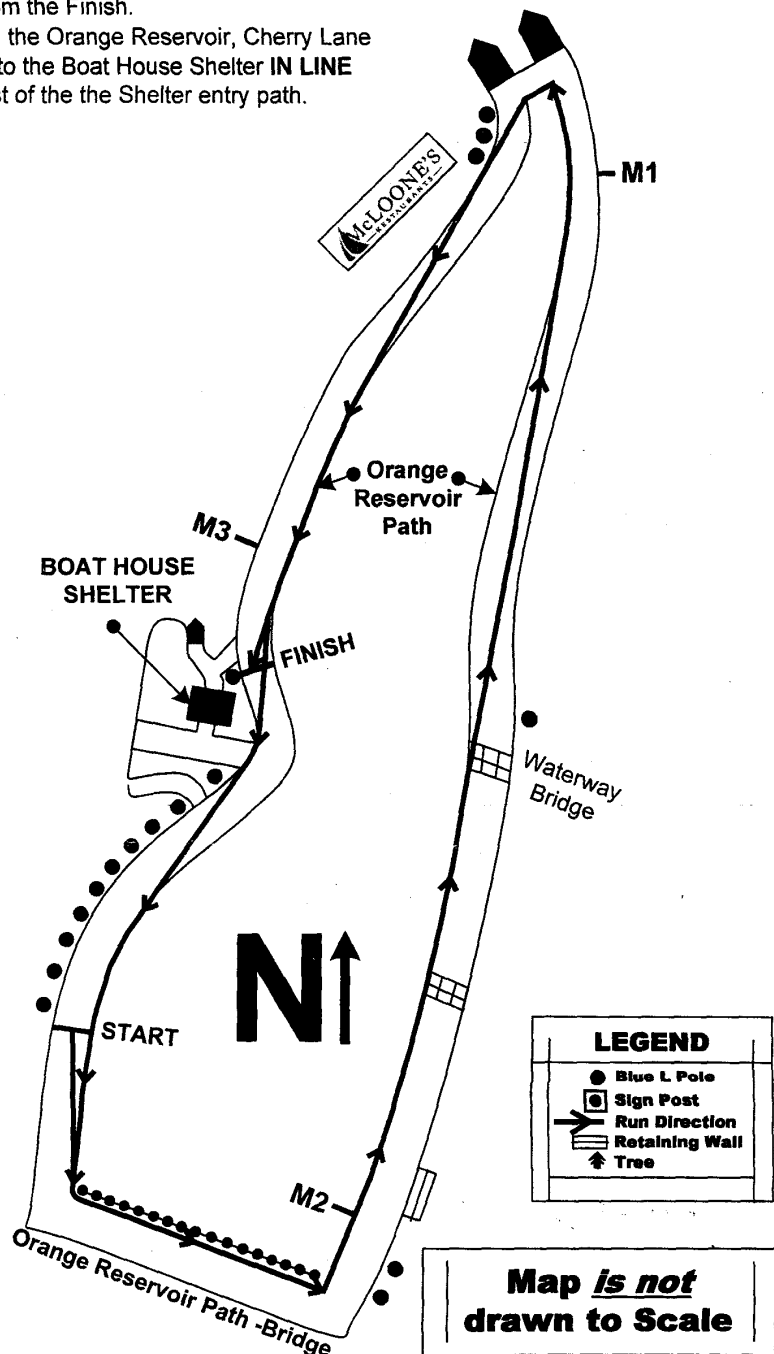 the Finish.
the Orange Reservoir, Cherry Lane
to the Boat House Shelter IN LINE
of the the Shelter entry path.
McLOONE'S
RESTAURANTS
M1
Orange
Reservoir
Path
M3
BOAT HOUSE
SHELTER
FINISH
Waterway
Bridge
N
START
M2
Orange Reservoir Path -Bridge
LEGEND
Blue L Pole
Sign Post
Run Direction
Retaining Wall
Tree
Map is not
drawn to Scale